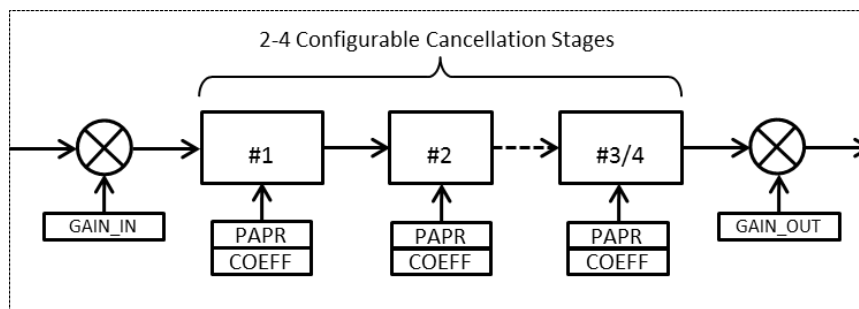 2-4 Configurable Cancellation Stages
#1
#2
#3/4
GAIN_IN
PAPR
COEFF
PAPR
COEFF
PAPR
COEFF
GAIN_OUT